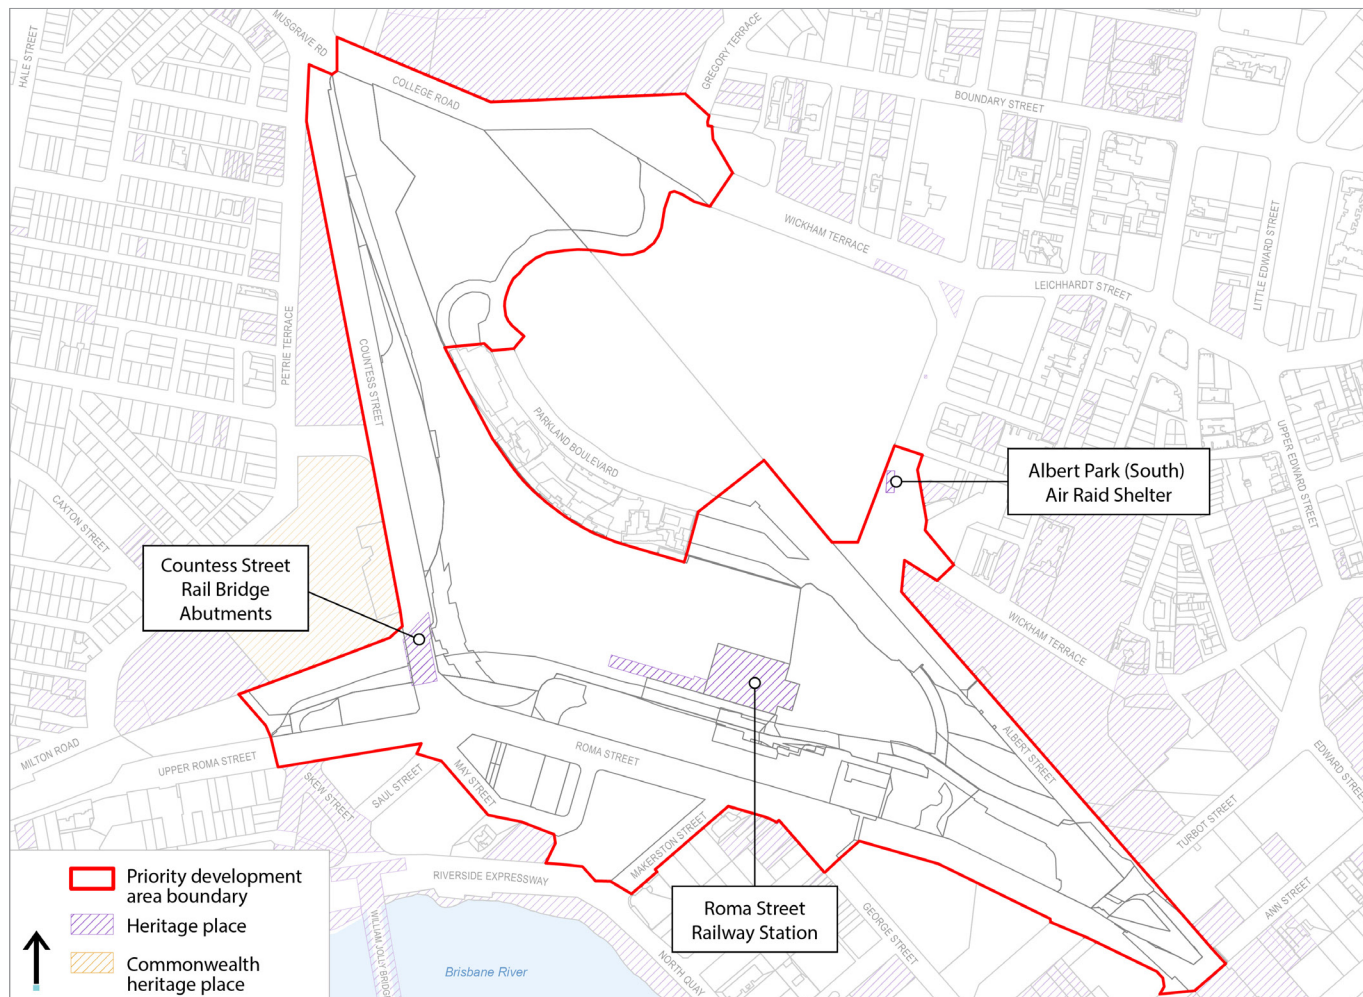 MUSGRAVE RD
HALE STREET
COLLEGE ROAD
GREGORY TERRACE
BOUNDARY STREET
WICKHAM TERRACE
LEICHHARDT STREET
LITTLE EDWARD STREET
PETRIE TERRACE
COUNTESS STREET
PARKLAND BOULEVARD
UPPER EDWARD STREET
Albert Park (South)
Air Raid Shelter
CAXTON STREET
Countess Street
Rail Bridge
Abutments
WICKHAM TERRACE
MILTON ROAD
UPPER ROMA STREET
SKEW STREET
SAUL STREET
MAY STREET
ROMA STREET
ALBERT STREET
EDWARD STREE
TURBOT STREET
MAKERSTON STREET
RIVERSIDE EXPRESSWAY
Roma Street
Railway Station
GEORGE STREET
ANN STREET
WILLIAM JOLLY BRIDG
NORTH QUAY
Brisbane River
Priority development
area boundary
Heritage place
Commonwealth
heritage place